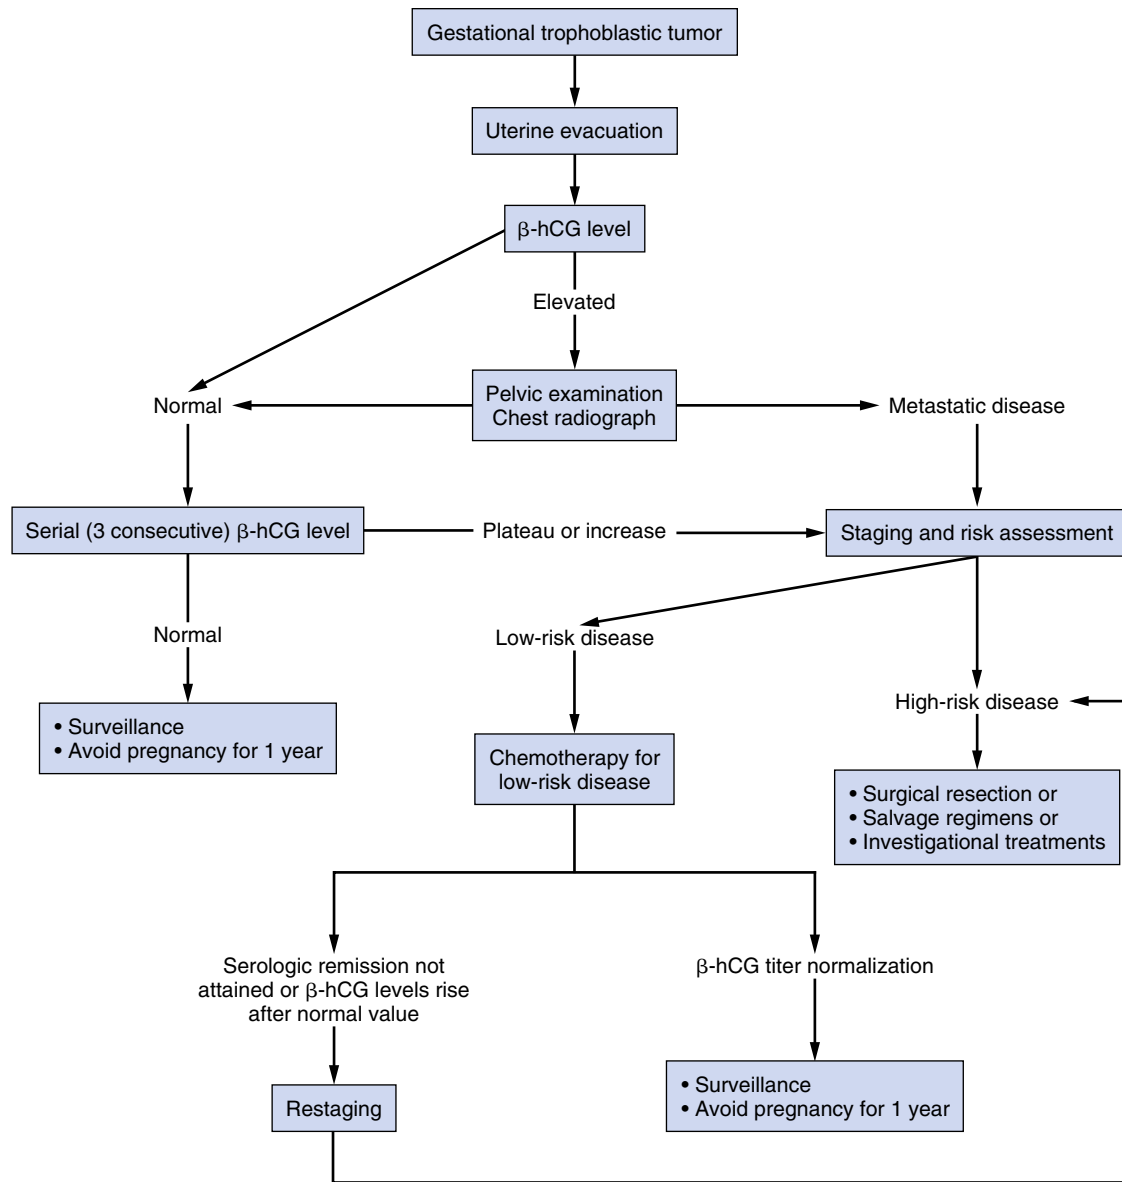 Gestational trophoblastic tumor
Uterine evacuation
β-hCG level
Elevated
Pelvic examination
Chest radiograph
Normal
Metastatic disease
Serial (3 consecutive) β-hCG level
Plateau or increase
Staging and risk assessment
Normal
Low-risk disease
High-risk disease
• Surveillance
• Avoid pregnancy for 1 year
Chemotherapy for
low-risk disease
• Surgical resection or
• Salvage regimens or
• Investigational treatments
Serologic remission not
attained or β-hCG levels rise
after normal value
β-hCG titer normalization
Restaging
• Surveillance
• Avoid pregnancy for 1 year